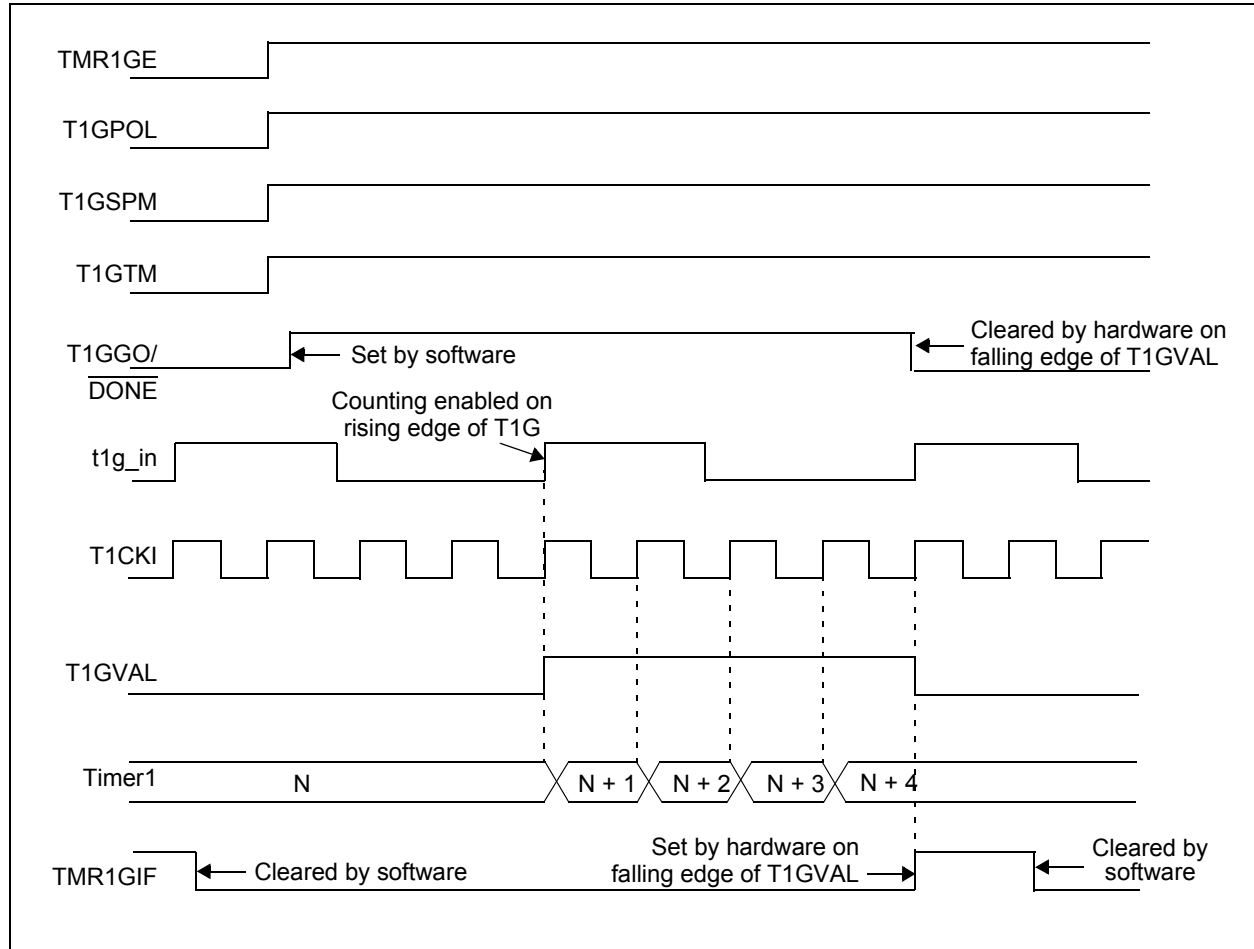 TMR1GE
T1GPOL
T1GSPM
T1GTM
T1GGO/
DONE
Set by software
Cleared by hardware on
falling edge of T1GVAL
Counting enabled on
rising edge of T1G
t1g_in
T1CKI
T1GVAL
Timer1
N
N + 1
N + 2
N + 3
N + 4
TMR1GIF
Cleared by software
Set by hardware on
falling edge of T1GVAL
Cleared by
software